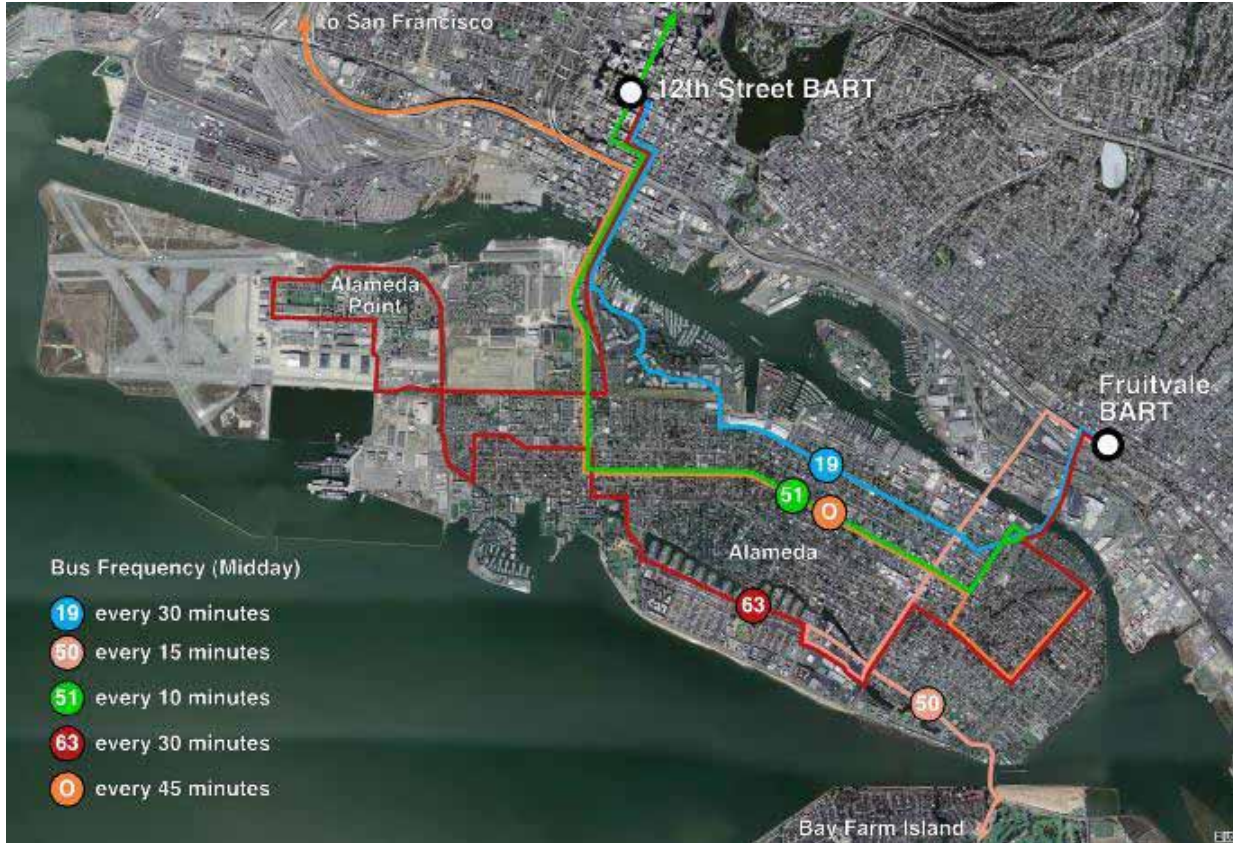 to San Francisco
12th Street BART
Alameda
Point
Fruitvale
BART
19
51
O
Alameda
63
50
Bus Frequency (Midday)
19 every 30 minutes
50 every 15 minutes
51 every 10 minutes
63 every 30 minutes
O every 45 minutes
Bay Farm Island